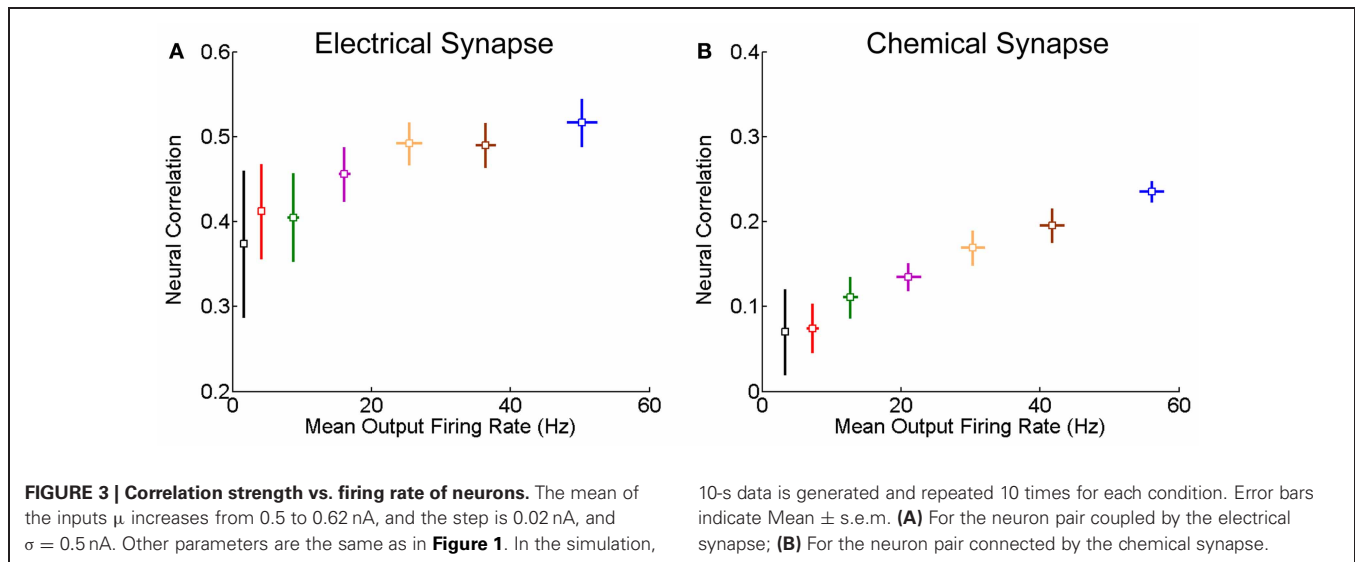 A
Electrical Synapse
0.6
0.5
0.4
0.3
0.2
Neural Correlation
0
20
40
60
Mean Output Firing Rate (Hz)
B
Chemical Synapse
0.4
0.3
0.2
0.1
0
Neural Correlation
0
20
40
60
Mean Output Firing Rate (Hz)
FIGURE 3 | Correlation strength vs. firing rate of neurons. The mean of
the inputs μ increases from 0.5 to 0.62 nA, and the step is 0.02 nA, and
σ = 0.5 nA. Other parameters are the same as in Figure 1. In the simulation,
10-s data is generated and repeated 10 times for each condition. Error bars
indicate Mean ± s.e.m. (A) For the neuron pair coupled by the electrical
synapse; (B) For the neuron pair connected by the chemical synapse.